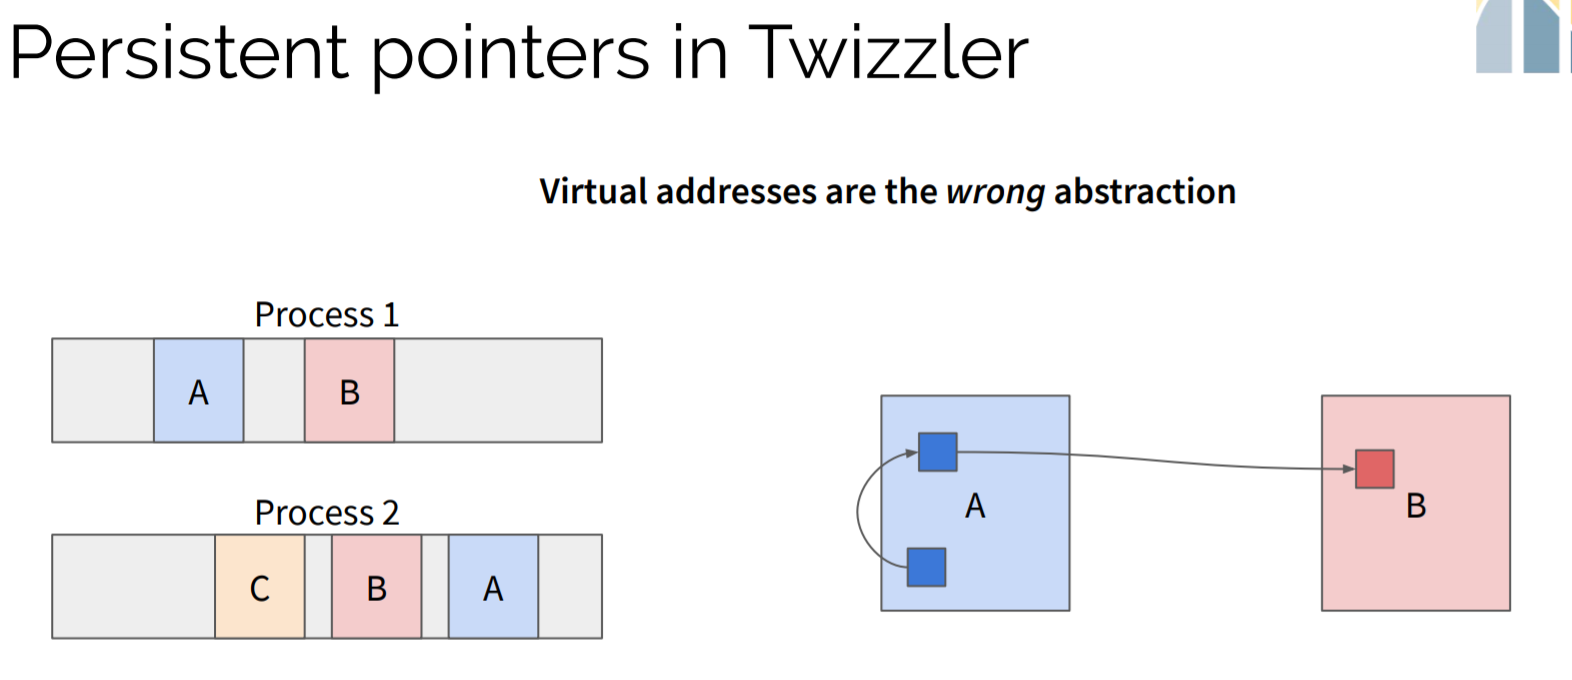 Persistent pointers in Twizzler
Virtual addresses are the wrong abstraction
Process 1
A
B
Process 2
C
B
A
A
B